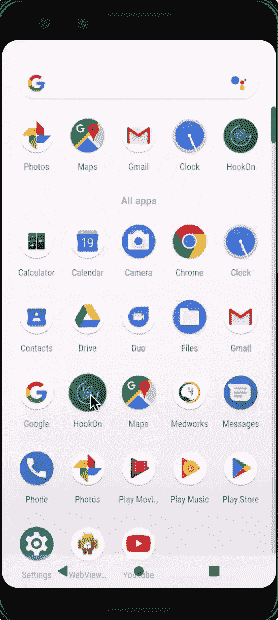 Photos Maps Gmail Clock HookOn
All apps
Calculator Calendar Camera Chrome Clock
19
Contacts Drive Duo Files Gmail
Google HookOn Maps Medworks Messages
Phone Photos Play Movi... Play Music Play Store
Settings WebView... YouTube